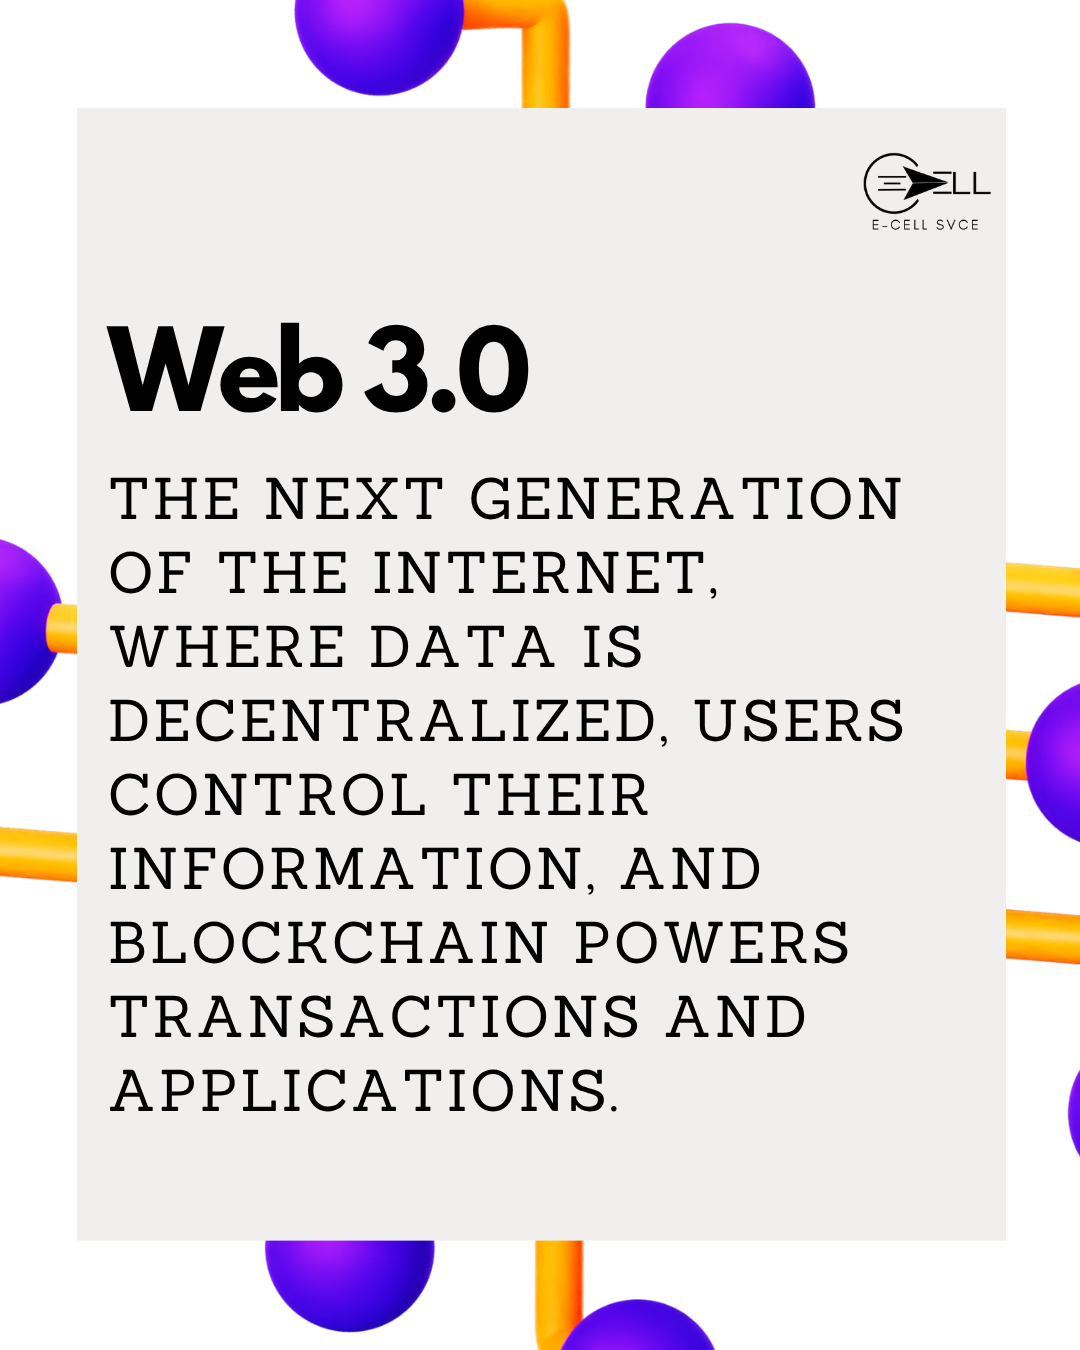 CELL
E-CELL SVCE
Web 3.0
THE NEXT GENERATION
OF THE INTERNET,
WHERE DATA IS
DECENTRALIZED, USERS
CONTROL THEIR
INFORMATION, AND
BLOCKCHAIN POWERS
TRANSACTIONS AND
APPLICATIONS.